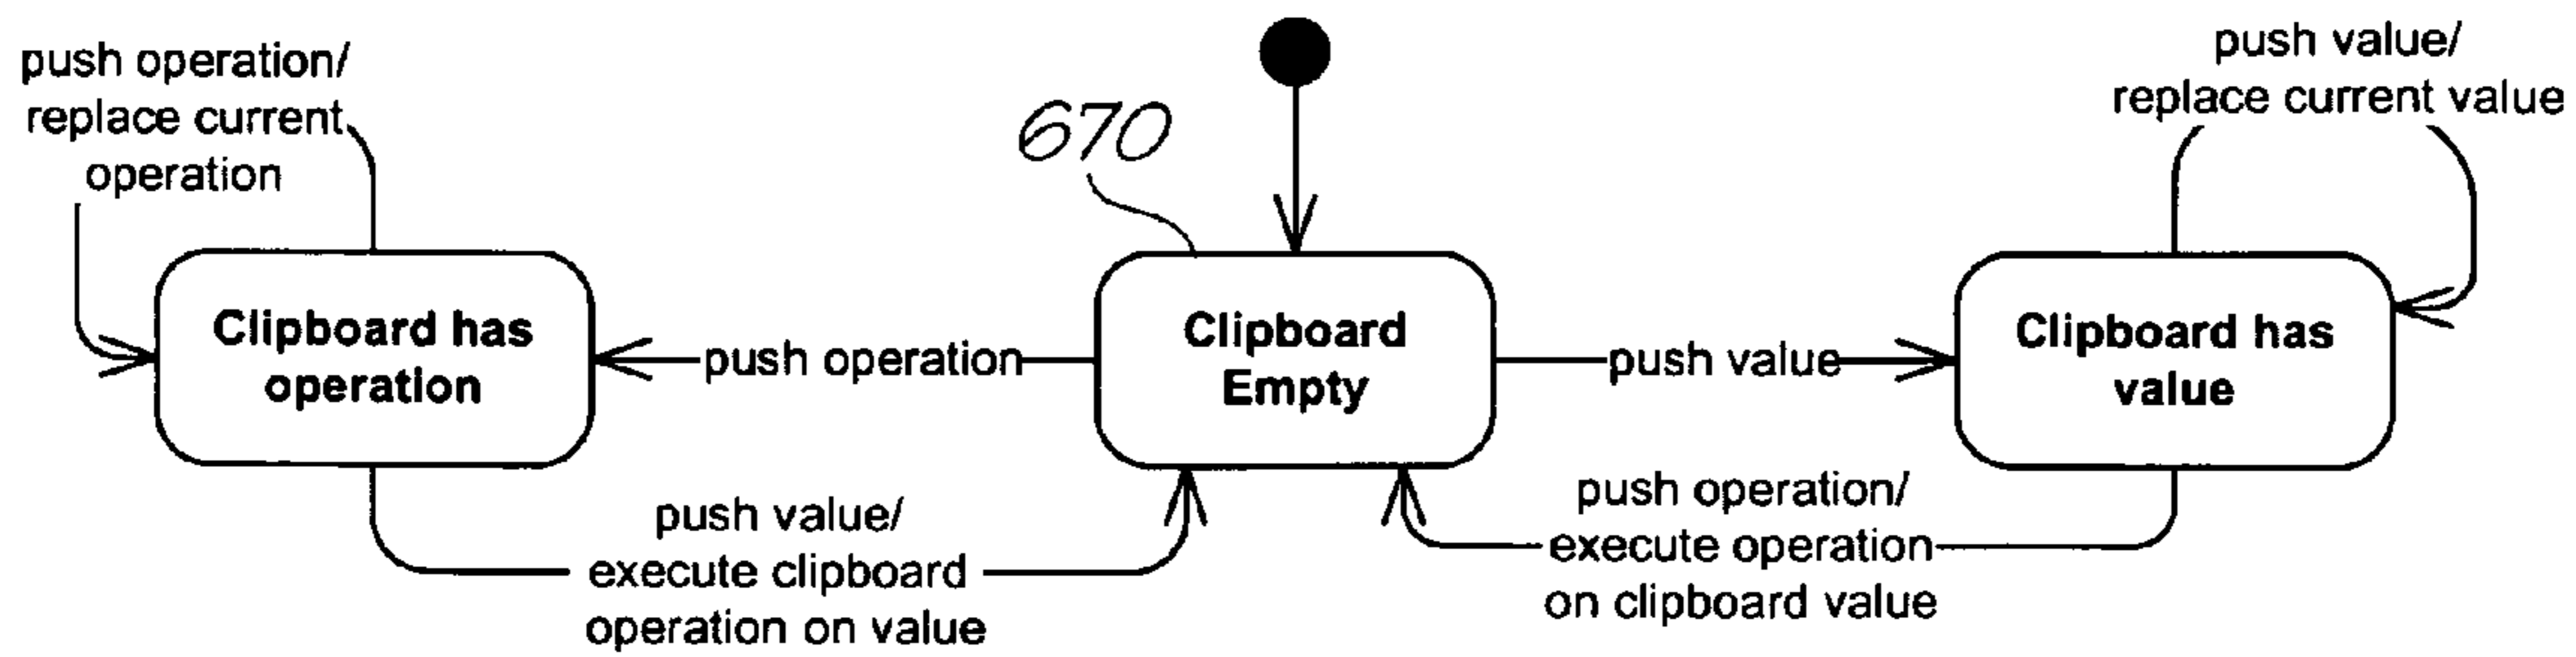 push operation/
replace current
operation
670
push value/
replace current value
Clipboard has
operation
push operation
Clipboard
Empty
push value
Clipboard has
value
push value/
execute clipboard
operation on value
push operation/
execute operation
on clipboard value